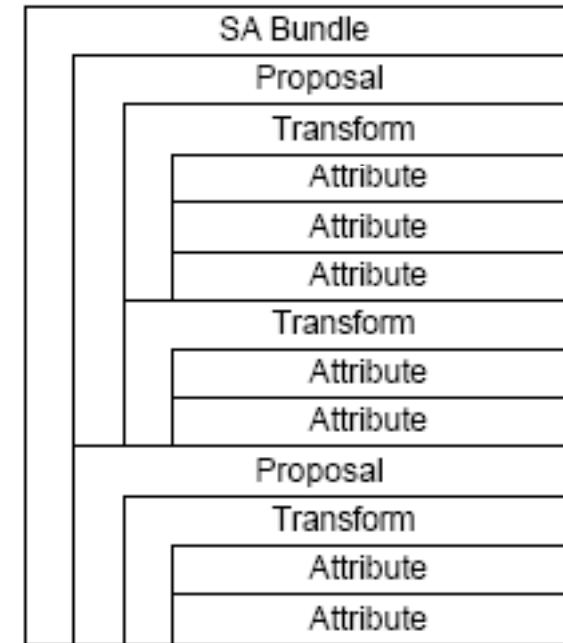 SA Bundle
Proposal
Transform
Attribute
Attribute
Attribute
Transform
Attribute
Attribute
Proposal
Transform
Attribute
Attribute